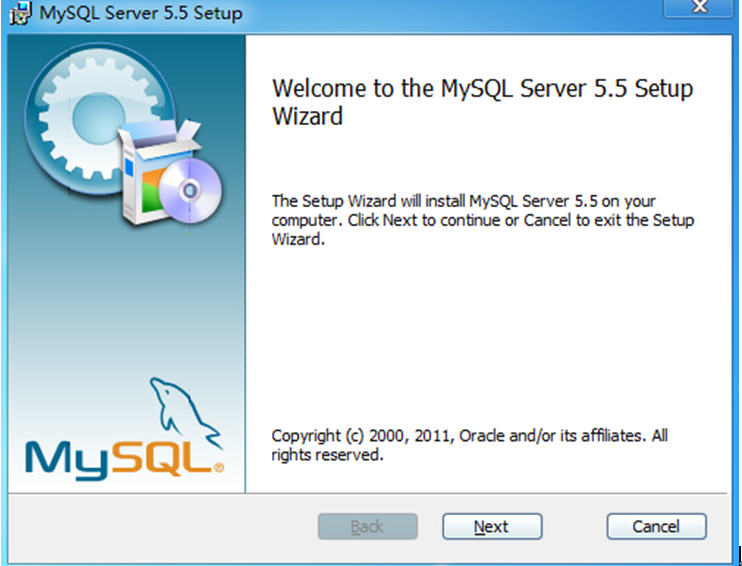 MySQL Server 5.5 Setup
x
Welcome to the MySQL Server 5.5 Setup
Wizard
The Setup Wizard will install MySQL Server 5.5 on your
computer. Click Next to continue or Cancel to exit the Setup
Wizard.
MySQL®
Copyright (c) 2000, 2011, Oracle and/or its affiliates. All
rights reserved.
Back Next Cancel